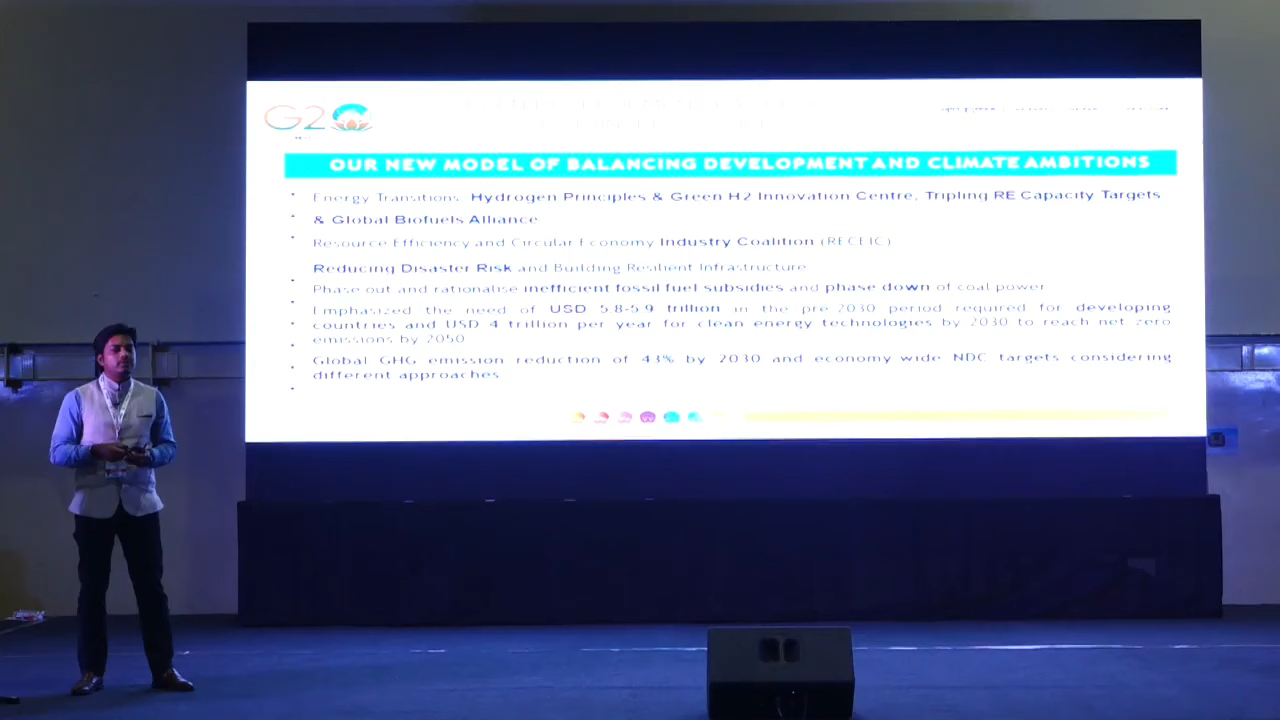 G20
OUR NEW MODEL OF BALANCING DEVELOPMENT AND CLIMATE AMBITIONS
Energy Transitions Hydrogen Principles & Green H2 Innovation Centre, Tripling RE Capacity Targets
& Global Biofuels Alliance
Resource Efficiency and Circular Economy Industry Coalition (RECEIC)
Reducing Disaster Risk and Building Resilient Infrastructure
Phase out and rationalise inefficient fossil fuel subsidies and phase down of coal power
Emphasized the need of USD 5.8-5.9 trillion in the pre 2030 period required for developing
countries and USD 4 trillion per year for clean energy technologies by 2030 to reach net zero
emissions by 2050
Global GHG emission reduction of 43% by 2030 and economy wide NDC targets considering
different approaches